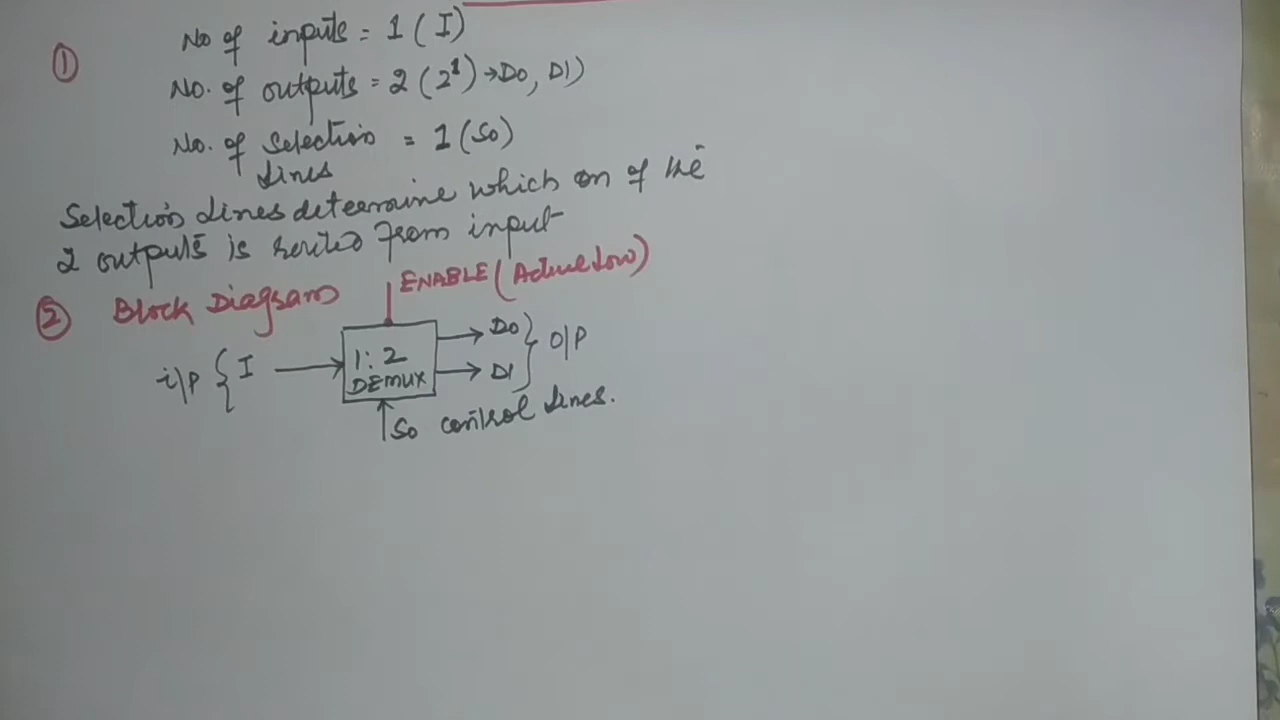 ① No of inputs = 1 (I)
No. of outputs = 2 (2¹) → D0, D1)
No. of Selection = 1 (S0)
lines
Selection lines determine which on of the
2 outputs is routed from input
② Block Diagram
ENABLE (Active Low)
i/p { I
1:2
DEMUX
D0
D1
} O/P
S0 control lines.